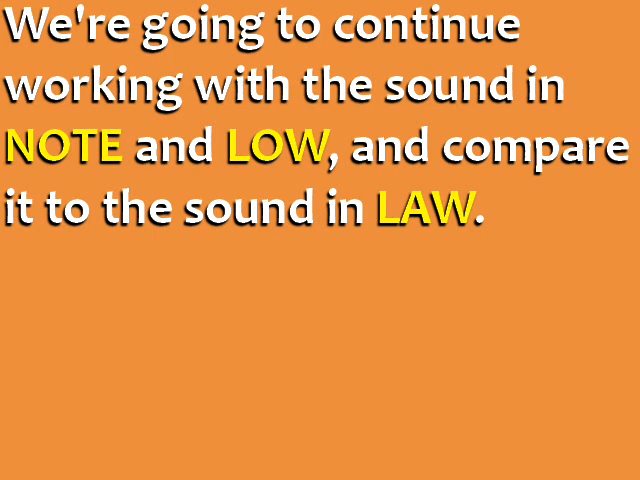 We're going to continue
working with the sound in
NOTE and LOW, and compare
it to the sound in LAW.